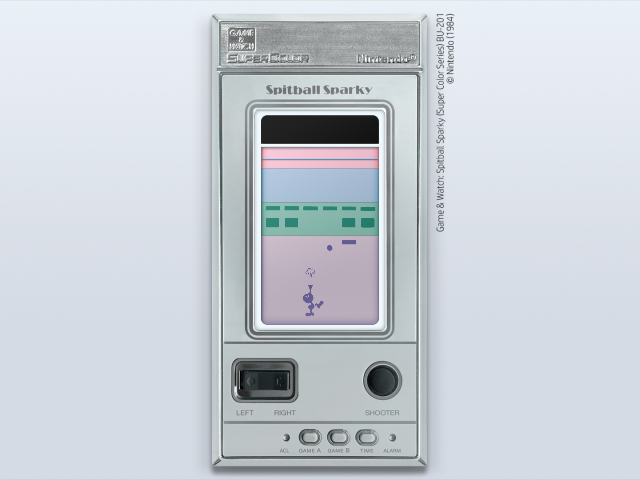 GAME
&
WATCH
SUPER COLOR
Nintendo®
Spitball Sparky
LEFT
RIGHT
SHOOTER
ACL
GAME A
GAME B
TIME
ALARM
Game & Watch: Spitball Sparky (Super Color Series) BU-201
© Nintendo (1984)